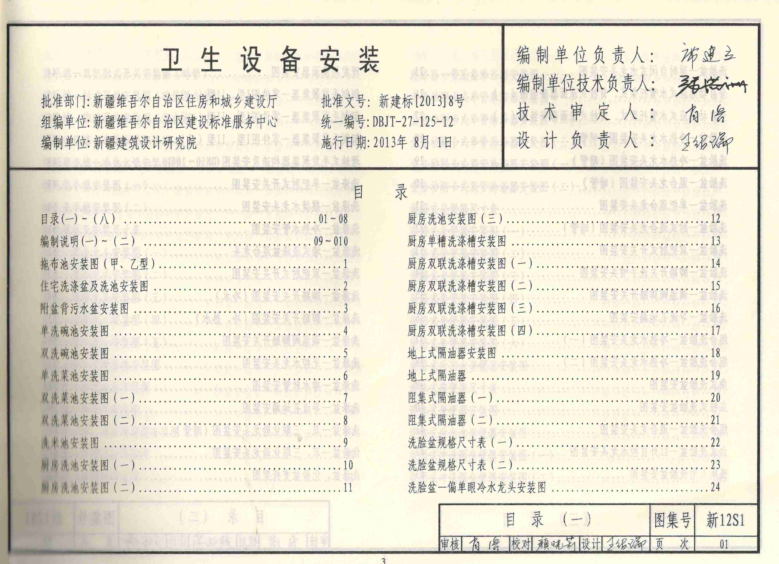 卫生设备安装
批准部门:新疆维吾尔自治区住房和城乡建设厅 批准文号:新建标[2013]8号
组编单位:新疆维吾尔自治区建设标准服务中心 统一编号:DBJT-27-125-12
编制单位:新疆建筑设计研究院 施行日期:2013年 8月 1日
编制单位负责人:
编制单位技术负责人:
技术审定人:
设计负责人:
目 录
目录(一)~(八) 01~08
编制说明(一)~(二) 09~010
拖布池安装图(甲、乙型) 1
住宅洗涤盆及洗池安装图 2
附盆背污水盆安装图 3
单洗碗池安装图 4
双洗碗池安装图 5
单洗菜池安装图 6
双洗菜池安装图(一) 7
双洗菜池安装图(二) 8
洗米池安装图 9
厨房洗池安装图(一) 10
厨房洗池安装图(二) 11
厨房洗池安装图(三) 12
厨房单槽洗涤槽安装图 13
厨房双联洗涤槽安装图(一) 14
厨房双联洗涤槽安装图(二) 15
厨房双联洗涤槽安装图(三) 16
厨房双联洗涤槽安装图(四) 17
地上式隔油器安装图 18
地上式隔油器 19
阻集式隔油器(一) 20
阻集式隔油器(二) 21
洗脸盆规格尺寸表(一) 22
洗脸盆规格尺寸表(二) 23
洗脸盆一偏单眼冷水龙头安装图 24
目 录 (一) 图集号 新12S1
审核 校对 设计 页 次 01
3